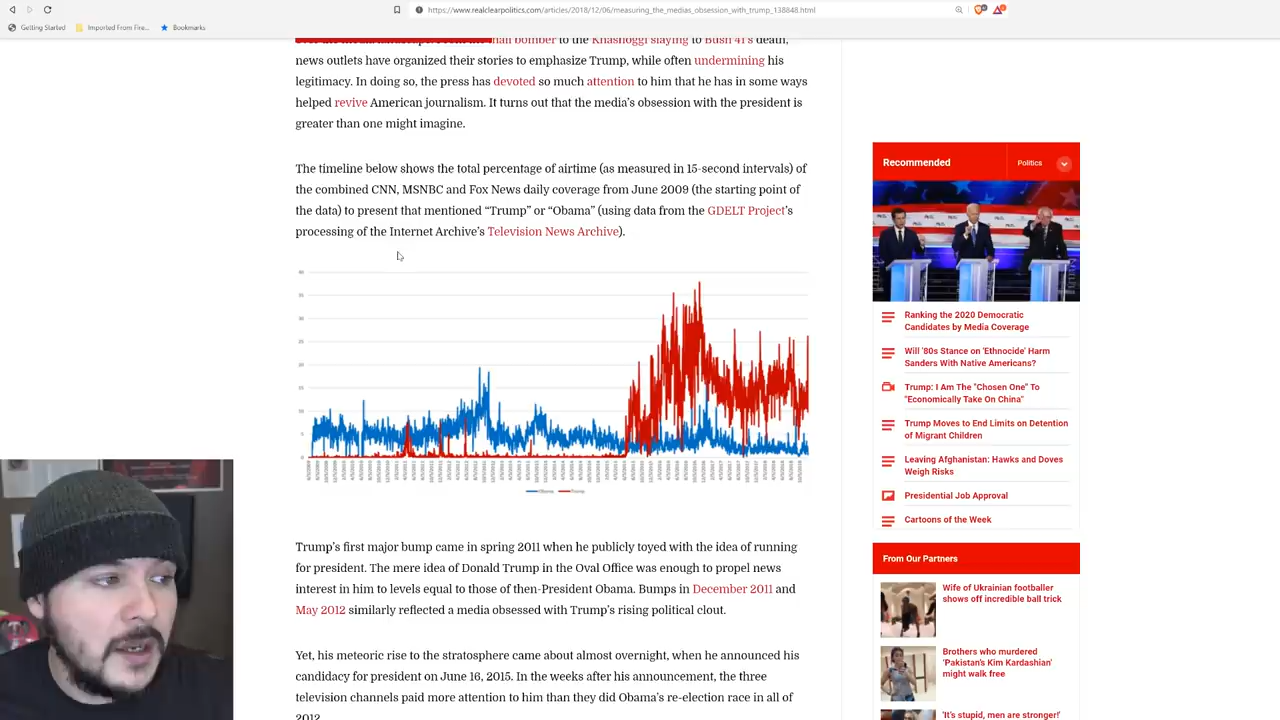 https://www.realclearpolitics.com/articles/2018/12/06/measuring_the_medias_obsession_with_trump_138848.html
Getting Started
Imported From Fire...
Bookmarks
bomber to the Khashoggi slaying to Bush 41's death,
news outlets have organized their stories to emphasize Trump, while often undermining his
legitimacy. In doing so, the press has devoted so much attention to him that he has in some ways
helped revive American journalism. It turns out that the media's obsession with the president is
greater than one might imagine.
The timeline below shows the total percentage of airtime (as measured in 15-second intervals) of
the combined CNN, MSNBC and Fox News daily coverage from June 2009 (the starting point of
the data) to present that mentioned “Trump” or “Obama” (using data from the GDELT Project's
processing of the Internet Archive's Television News Archive).
40
35
30
25
20
15
10
5
0
Obama
Trump
Trump's first major bump came in spring 2011 when he publicly toyed with the idea of running
for president. The mere idea of Donald Trump in the Oval Office was enough to propel news
interest in him to levels equal to those of then-President Obama. Bumps in December 2011 and
May 2012 similarly reflected a media obsessed with Trump's rising political clout.
Yet, his meteoric rise to the stratosphere came about almost overnight, when he announced his
candidacy for president on June 16, 2015. In the weeks after his announcement, the three
television channels paid more attention to him than they did Obama's re-election race in all of
2012.
Recommended
Politics
Ranking the 2020 Democratic
Candidates by Media Coverage
Will '80s Stance on 'Ethnocide' Harm
Sanders With Native Americans?
Trump: I Am The "Chosen One" To
"Economically Take On China"
Trump Moves to End Limits on Detention
of Migrant Children
Leaving Afghanistan: Hawks and Doves
Weigh Risks
Presidential Job Approval
Cartoons of the Week
From Our Partners
Wife of Ukrainian footballer
shows off incredible ball trick
Brothers who murdered
'Pakistan's Kim Kardashian'
might walk free
'It's stupid, men are stronger!'